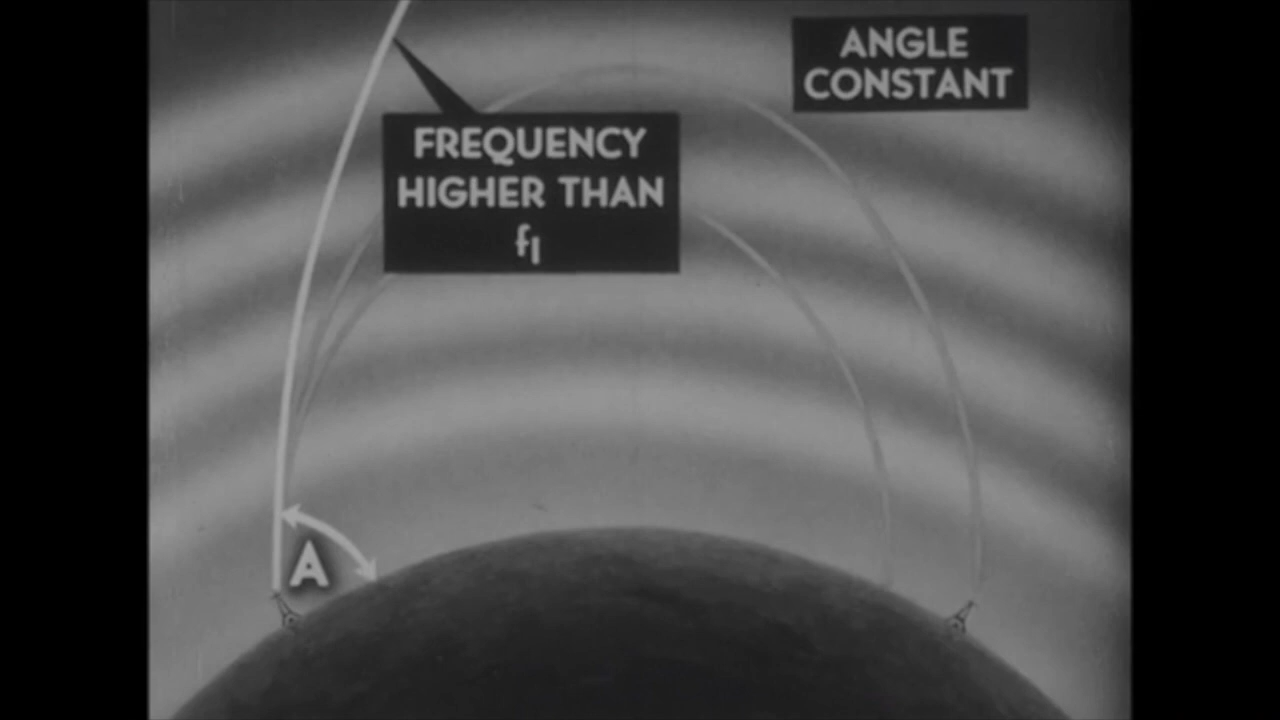 ANGLE
CONSTANT
FREQUENCY
HIGHER THAN
f1
A